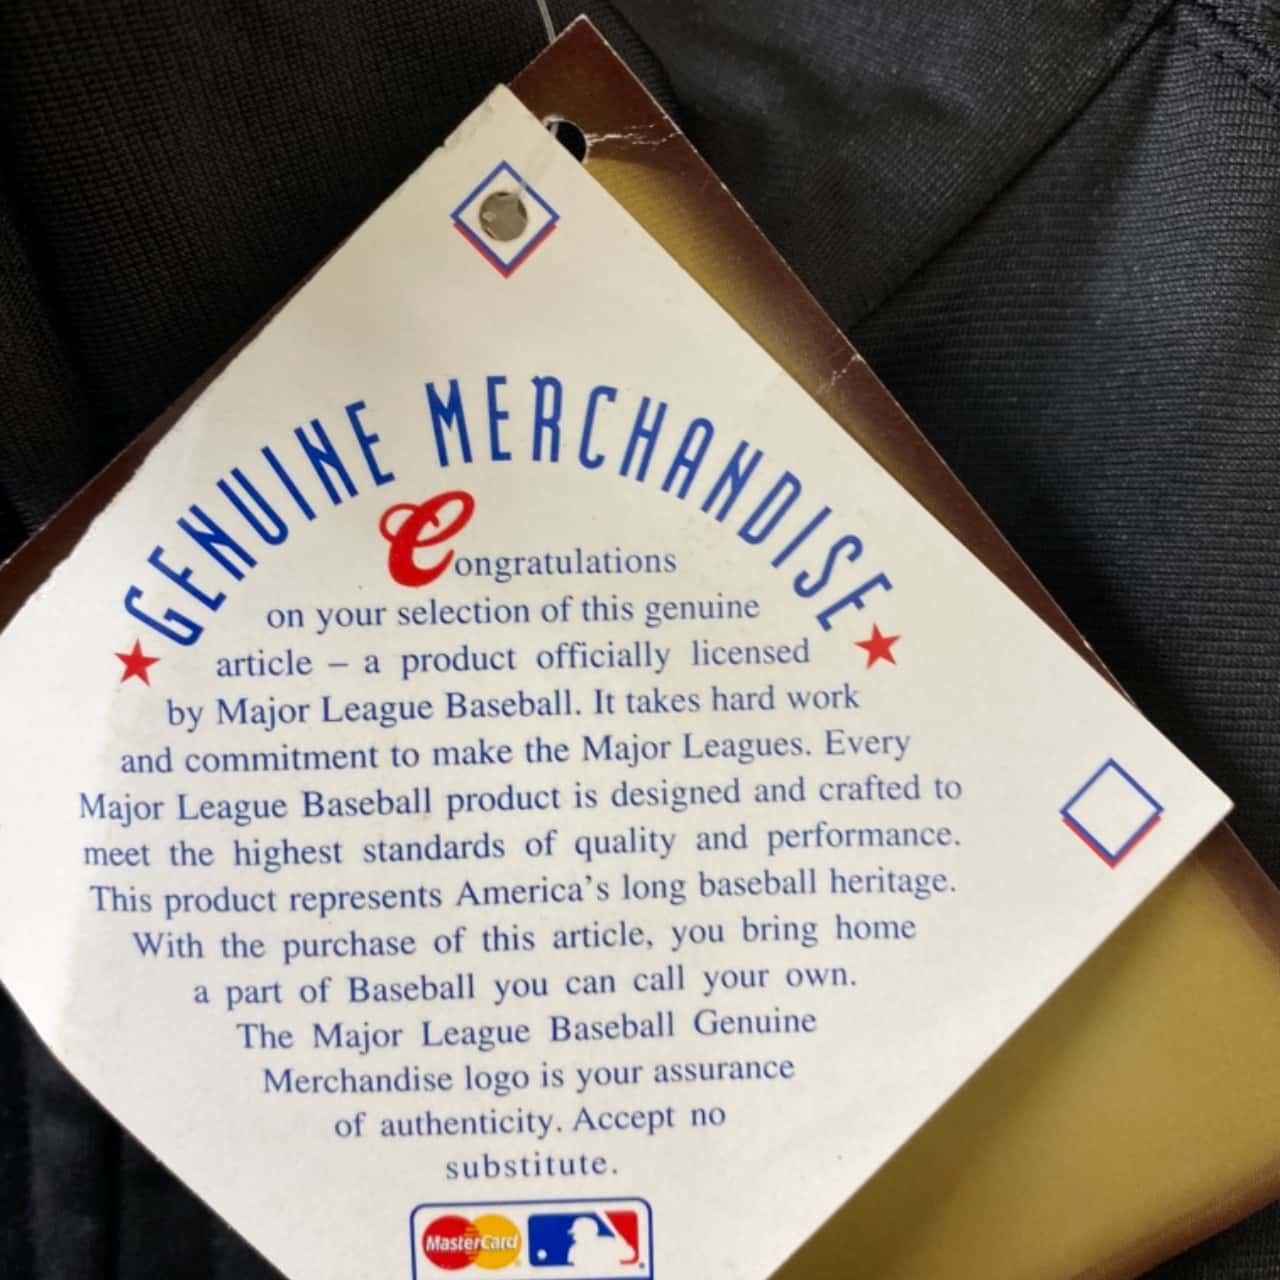 GENUINE MERCHANDISE
Congratulations
on your selection of this genuine
article – a product officially licensed
by Major League Baseball. It takes hard work
and commitment to make the Major Leagues. Every
Major League Baseball product is designed and crafted to
meet the highest standards of quality and performance.
This product represents America's long baseball heritage.
With the purchase of this article, you bring home
a part of Baseball you can call your own.
The Major League Baseball Genuine
Merchandise logo is your assurance
of authenticity. Accept no
substitute.
MasterCard